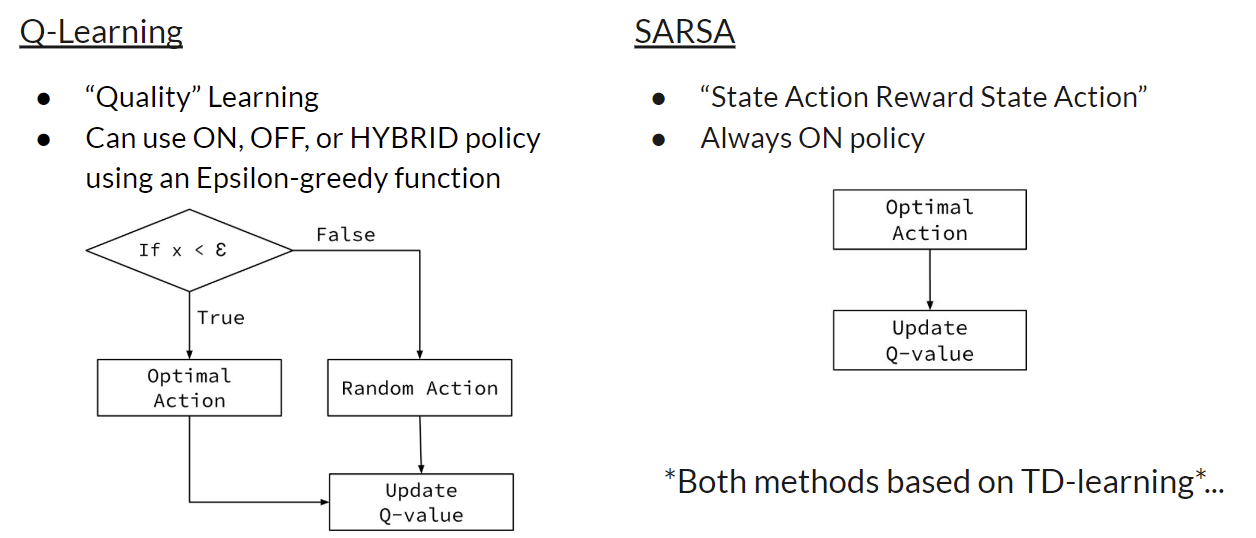 Q-Learning
● “Quality” Learning
● Can use ON, OFF, or HYBRID policy
using an Epsilon-greedy function
If x < Ɛ
False
True
Optimal
Action
Random Action
Update
Q-value
SARSA
● “State Action Reward State Action”
● Always ON policy
Optimal
Action
Update
Q-value
*Both methods based on TD-learning*...